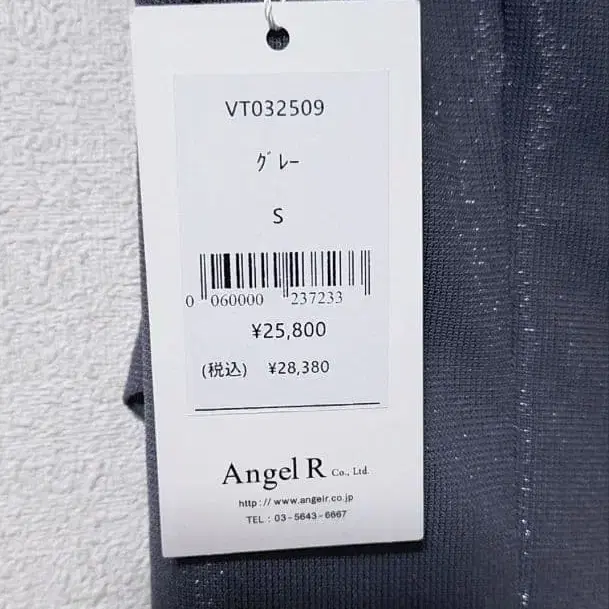 VT032509
ｸﾞﾚｰ
S
0 060000 237233
¥25,800
(税込) ¥28,380
Angel R Co., Ltd.
http://www.angelr.co.jp
TEL : 03-5643-6667